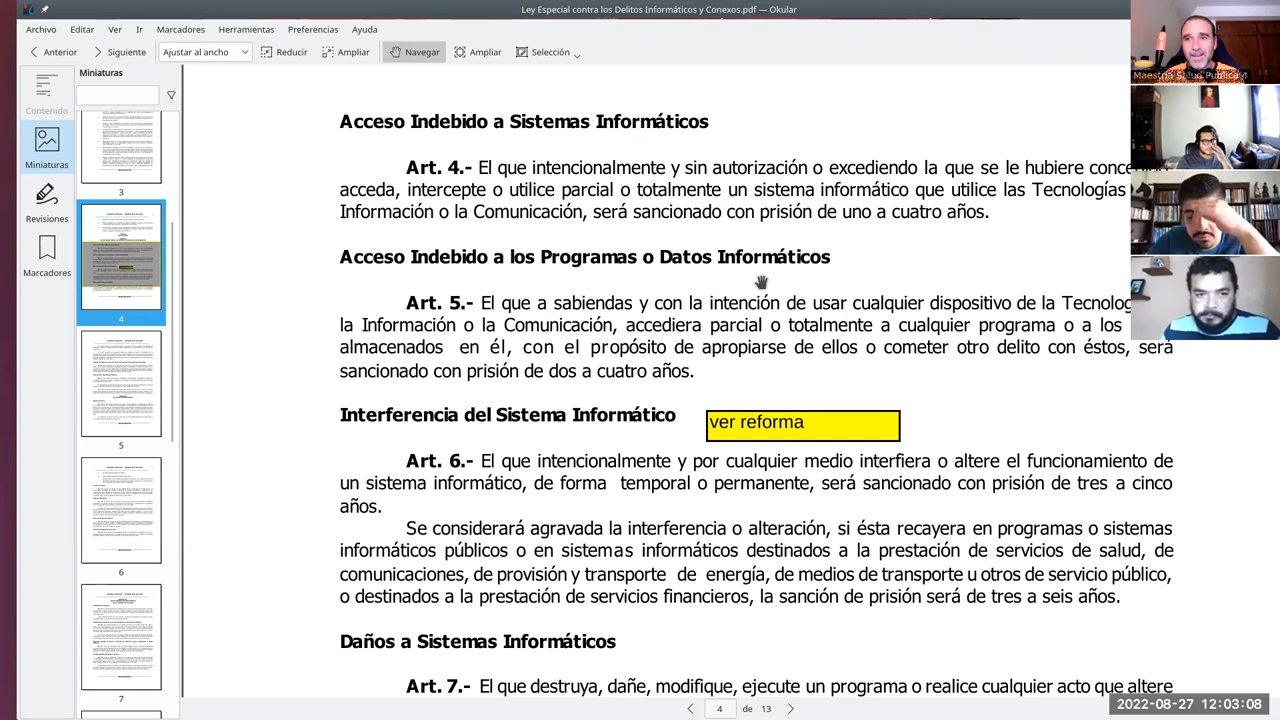 Ley Especial contra los Delitos Informáticos y Conexos.pdf — Okular
Archivo Editar Ver Ir Marcadores Herramientas Preferencias Ayuda
Anterior Siguiente Ajustar al ancho Reducir Ampliar Navegar Ampliar Selección
Miniaturas
Contenido
Miniaturas
Revisiones
Marcadores
3
4
5
6
7
Acceso Indebido a Sistemas Informáticos
Art. 4.- El que intencionalmente y sin autorización o excediendo la que se le hubiere
acceda, intercepte o utilice parcial o totalmente un sistema informático que utilice las Tecnologías
Información o la Comunicación, será sancionado con prisión de uno a cuatro años.
Acceso Indebido a los Programas o Datos Informáticos
Art. 5.- El que a sabiendas y con la intención de usar cualquier dispositivo de la
la Información o la Comunicación, accediera parcial o totalmente a cualquier programa o a los
almacenados en él, con el propósito de apropiarse de ellos o cometer otro delito con éstos, será
sancionado con prisión de dos a cuatro años.
Interferencia del Sistema Informático
ver reforma
Art. 6.- El que intencionalmente y por cualquier medio interfiera o altere el funcionamiento de
un sistema informático de forma temporal o permanente, será sancionado con prisión de tres a cinco
años.
Se considerará agravada la interferencia o alteración, si ésta recayera en programas o sistemas
informáticos públicos o en sistemas informáticos destinados a la prestación de servicios de salud, de
comunicaciones, de provisión y transporte de energía, de medios de transporte u otros de servicio público,
o destinados a la prestación de servicios financieros, la sanción de prisión será de tres a seis años.
Daños a Sistemas Informáticos
Art. 7.- El que destruya, dañe, modifique, ejecute un programa o realice cualquier acto que altere
4 de 13
Maestría Salud Publica 4
2022-08-27 12:03:08